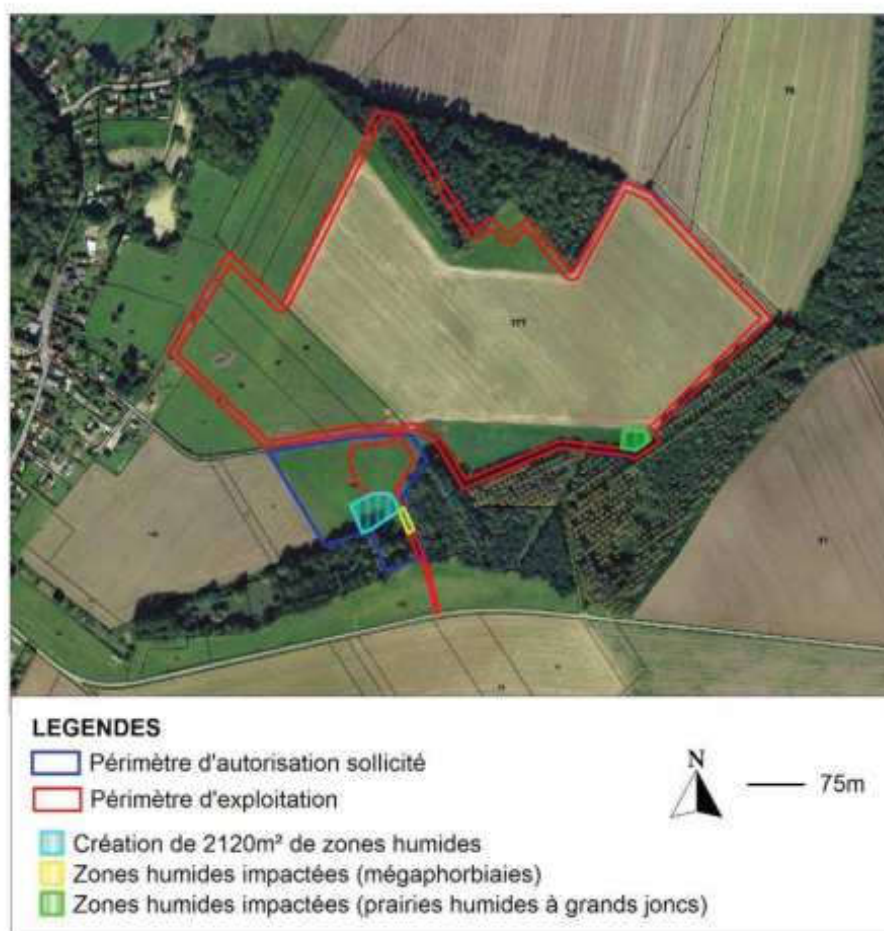 LEGENDES
Périmètre d'autorisation sollicité
Périmètre d'exploitation
N
75m
Création de 2120m² de zones humides
Zones humides impactées (mégaphorbiaies)
Zones humides impactées (prairies humides à grands joncs)